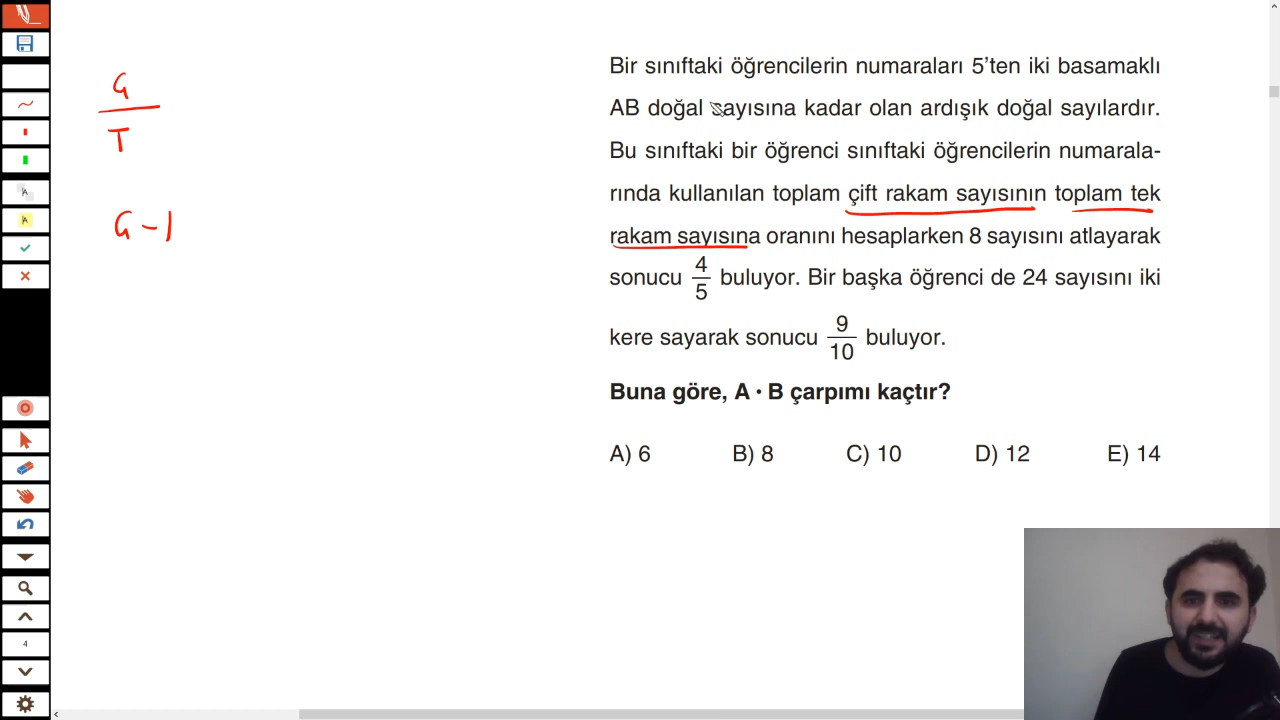 G
T
G - 1
Bir sınıftaki öğrencilerin numaraları 5'ten iki basamaklı
AB doğal sayısına kadar olan ardışık doğal sayılardır.
Bu sınıftaki bir öğrenci sınıftaki öğrencilerin numarala-
rında kullanılan toplam çift rakam sayısının toplam tek
rakam sayısına oranını hesaplarken 8 sayısını atlayarak
sonucu 4/5 buluyor. Bir başka öğrenci de 24 sayısını iki
kere sayarak sonucu 9/10 buluyor.
Buna göre, A · B çarpımı kaçtır?
A) 6 B) 8 C) 10 D) 12 E) 14
4